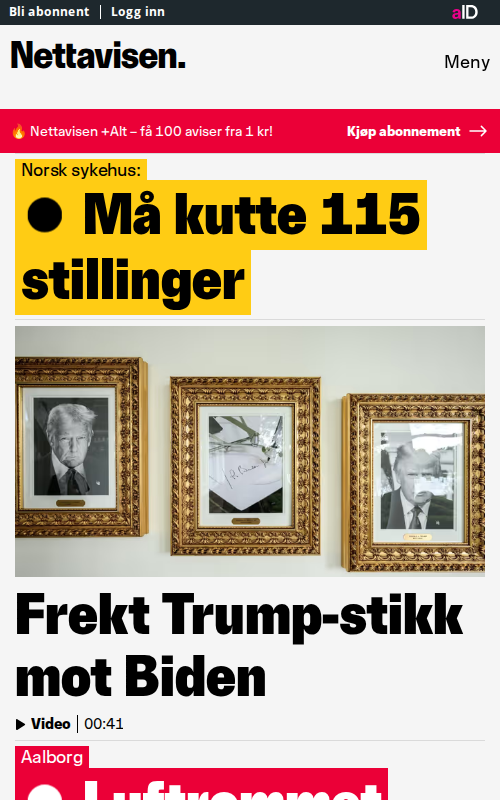 Bli abonnent
Logg inn
aID
Nettavisen.
Meny
🔥 Nettavisen +Alt – få 100 aviser fra 1 kr!
Kjøp abonnement →
Norsk sykehus:
● Må kutte 115
stillinger
Frekt Trump-stikk
mot Biden
Video
00:41
Aalborg
● Luftrommet